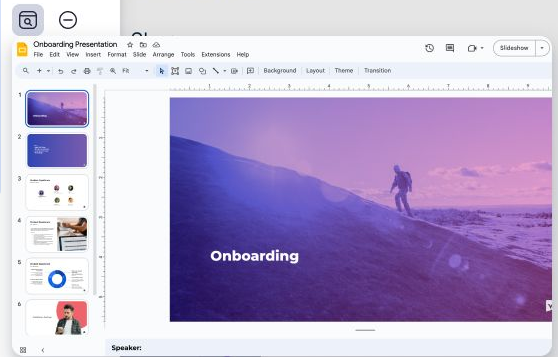 Onboarding Presentation
File Edit View Insert Format Slide Arrange Tools Extensions Help
Slideshow
Fit
Background Layout Theme Transition
1
2
3
4
5
6
Onboarding
Onboarding
Speaker: